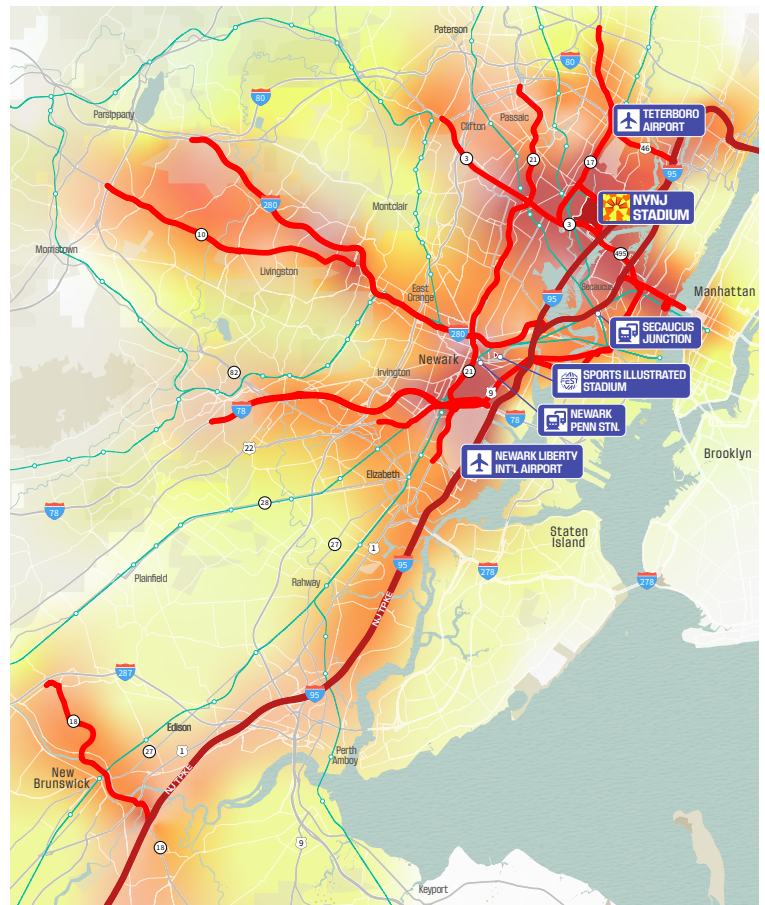 Paterson
80
80
Parsippany
Passaic
Clifton
TETERBORO
AIRPORT
3
21
17
46
95
280
Montclair
NYNJ
STADIUM
10
3
Morristown
495
Livingston
East
Orange
Secaucus
95
Manhattan
280
SECAUCUS
JUNCTION
Newark
82
Irvington
21
SPORTS ILLUSTRATED
STADIUM
FEST
9
78
78
NEWARK
PENN STN.
22
NEWARK LIBERTY
INT'L AIRPORT
Brooklyn
Elizabeth
28
78
Staten
Island
27
1
95
278
278
Plainfield
Rahway
NJ TPKE
287
95
18
Edison
27
1
Perth
Amboy
New
Brunswick
NJ TPKE
18
9
Keyport